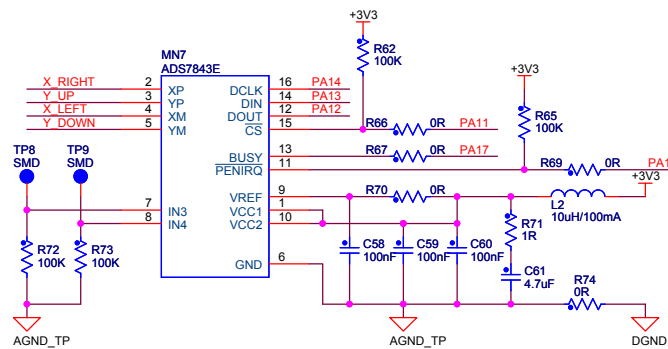 +3V3
R62
100K
MN7
ADS7843E
+3V3
X_RIGHT 2 XP DCLK 16 PA14
Y_UP 3 YP DIN 14 PA13
X_LEFT 4 XM DOUT 12 PA12
Y_DOWN 5 YM CS 15 R66 0R PA11
R65
100K
TP8
SMD
TP9
SMD
BUSY 13 R67 0R PA17
PENIRQ 11 R69 0R PA1
+3V3
IN3 7 VREF 9 R70 0R
IN4 8 VCC1 1
VCC2 10
L2
10uH/100mA
R71
1R
R72
100K
R73
100K
C58
100nF
C59
100nF
C60
100nF
GND 6
C61
4.7uF
R74
0R
AGND_TP
AGND_TP
DGND